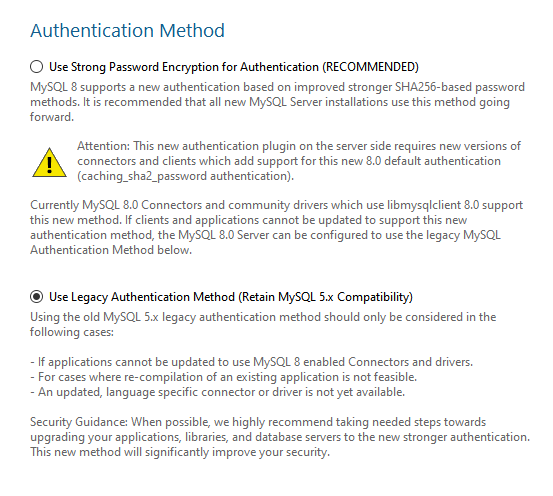 Authentication Method
Use Strong Password Encryption for Authentication (RECOMMENDED)
MySQL 8 supports a new authentication based on improved stronger SHA256-based password
methods. It is recommended that all new MySQL Server installations use this method going
forward.
Attention: This new authentication plugin on the server side requires new versions of
connectors and clients which add support for this new 8.0 default authentication
(caching_sha2_password authentication).
Currently MySQL 8.0 Connectors and community drivers which use libmysqlclient 8.0 support
this new method. If clients and applications cannot be updated to support this new
authentication method, the MySQL 8.0 Server can be configured to use the legacy MySQL
Authentication Method below.
Use Legacy Authentication Method (Retain MySQL 5.x Compatibility)
Using the old MySQL 5.x legacy authentication method should only be considered in the
following cases:
- If applications cannot be updated to use MySQL 8 enabled Connectors and drivers.
- For cases where re-compilation of an existing application is not feasible.
- An updated, language specific connector or driver is not yet available.
Security Guidance: When possible, we highly recommend taking needed steps towards
upgrading your applications, libraries, and database servers to the new stronger authentication.
This new method will significantly improve your security.